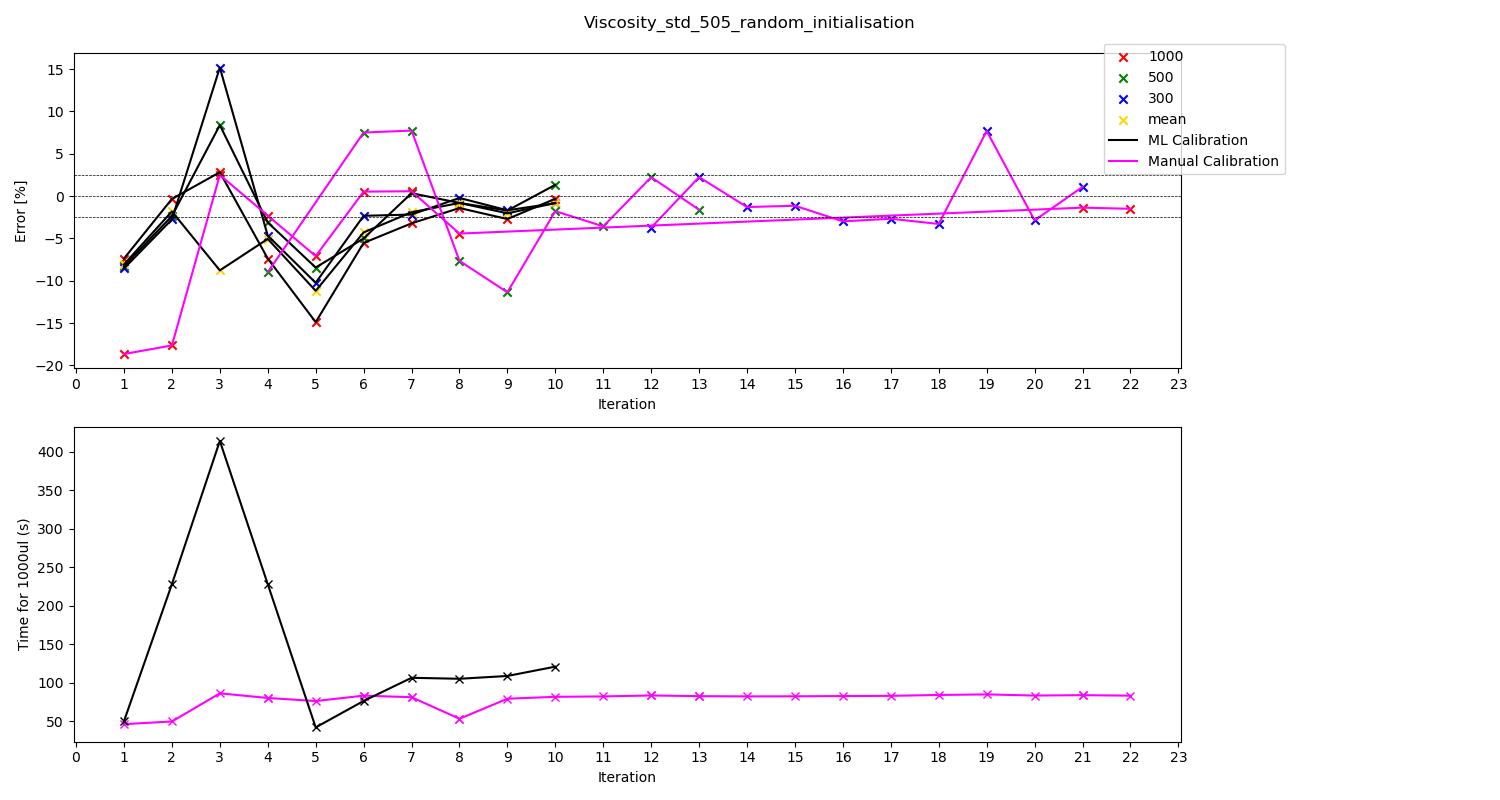 Viscosity_std_505_random_initialisation
1000
500
300
mean
ML Calibration
Manual Calibration
15
10
5
0
−5
−10
−15
−20
Error [%]
0 1 2 3 4 5 6 7 8 9 10 11 12 13 14 15 16 17 18 19 20 21 22 23
Iteration
400
350
300
250
200
150
100
50
Time for 1000ul (s)
0 1 2 3 4 5 6 7 8 9 10 11 12 13 14 15 16 17 18 19 20 21 22 23
Iteration